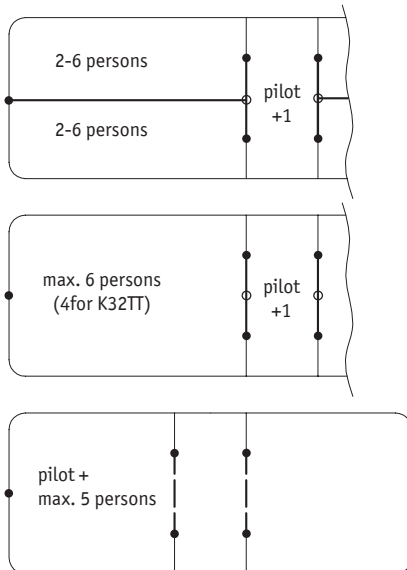 2-6 persons
2-6 persons
pilot
+1
max. 6 persons
(4for K32TT)
pilot
+1
pilot +
max. 5 persons